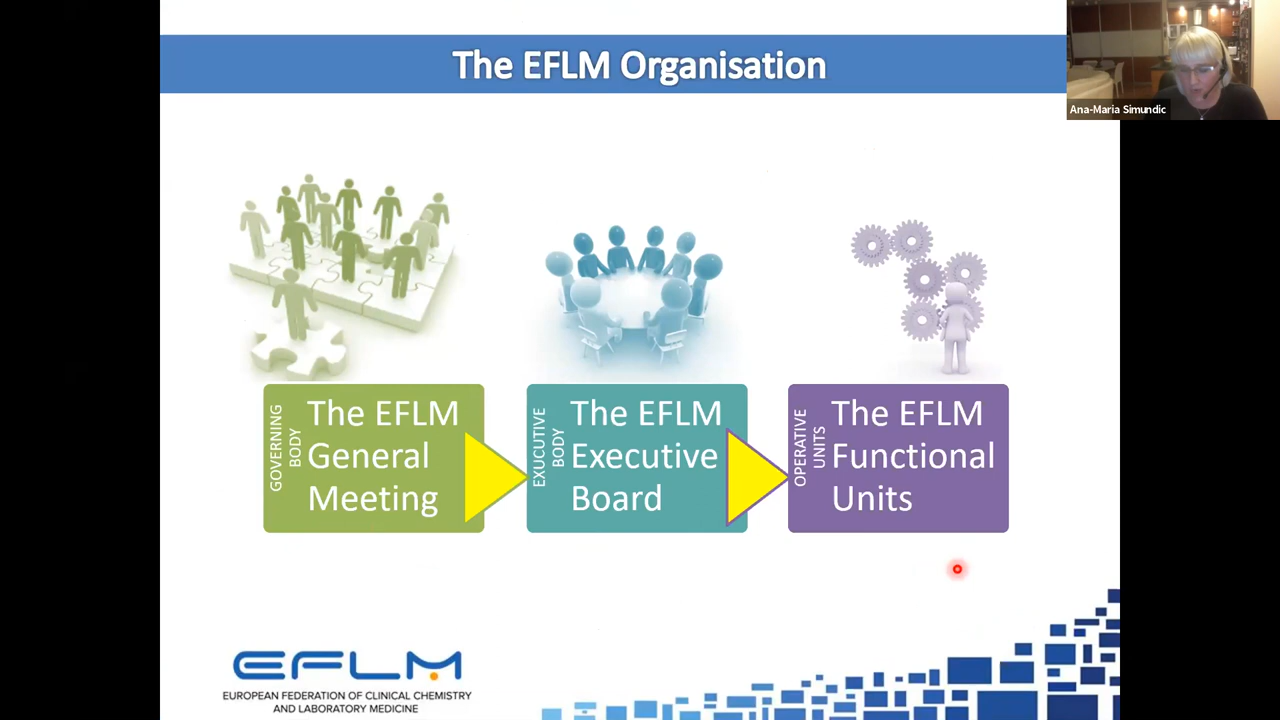 The EFLM Organisation
Ana-Maria Simundic
GOVERNING
BODY
The EFLM
General
Meeting
EXUCUTIVE
BODY
The EFLM
Executive
Board
OPERATIVE
UNITS
The EFLM
Functional
Units
EFLM
EUROPEAN FEDERATION OF CLINICAL CHEMISTRY
AND LABORATORY MEDICINE